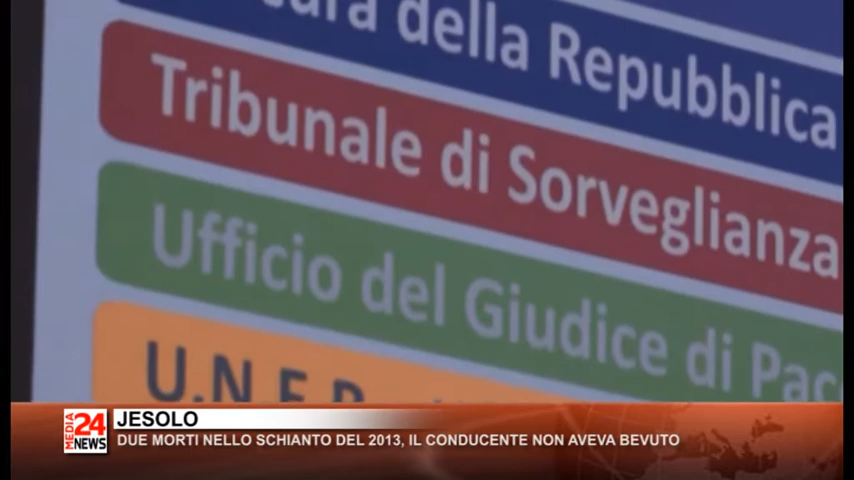 della Repubblica
Tribunale di Sorveglianza
Ufficio del Giudice di Pace
U.N.E.P.
MEDIA 24 NEWS
JESOLO
DUE MORTI NELLO SCHIANTO DEL 2013, IL CONDUCENTE NON AVEVA BEVUTO